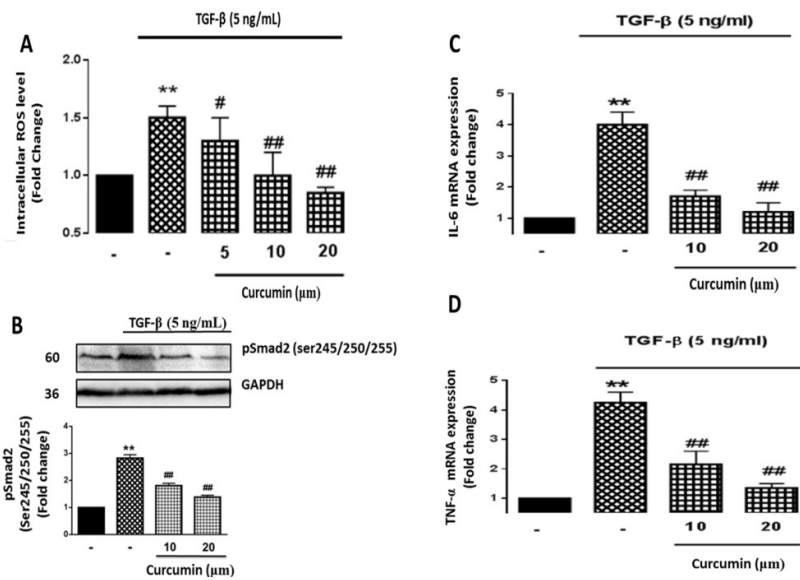 A
TGF-β (5 ng/mL)
Intracellular ROS level
(Fold Change)
2.0
1.5
1.0
0.5
**
#
##
##
- - 5 10 20
Curcumin (μm)
B
TGF-β (5 ng/mL)
60
pSmad2 (ser245/250/255)
36
GAPDH
pSmad2
(Ser245/250/255)
(Fold change)
4
3
2
1
0
**
##
##
- - 10 20
Curcumin (μm)
C
TGF-β (5 ng/ml)
IL-6 mRNA expression
(Fold Change)
5
4
3
2
1
**
##
##
- - 10 20
Curcumin (μm)
D
TGF-β (5 ng/ml)
TNF-α mRNA expression
(Fold Change)
5
4
3
2
1
**
##
##
- - 10 20
Curcumin (μm)